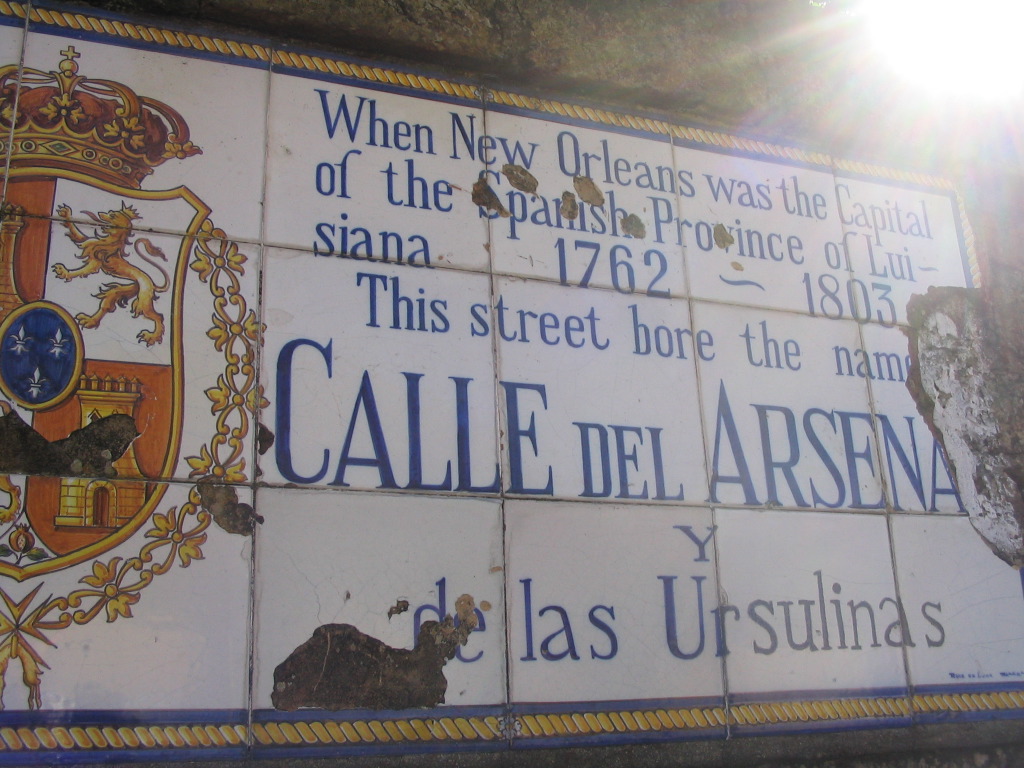 When New Orleans was the Capital
of the Spanish Province of Lui-
siana 1762 ~ 1803
This street bore the name
CALLE DEL ARSENA
Y
de las Ursulinas